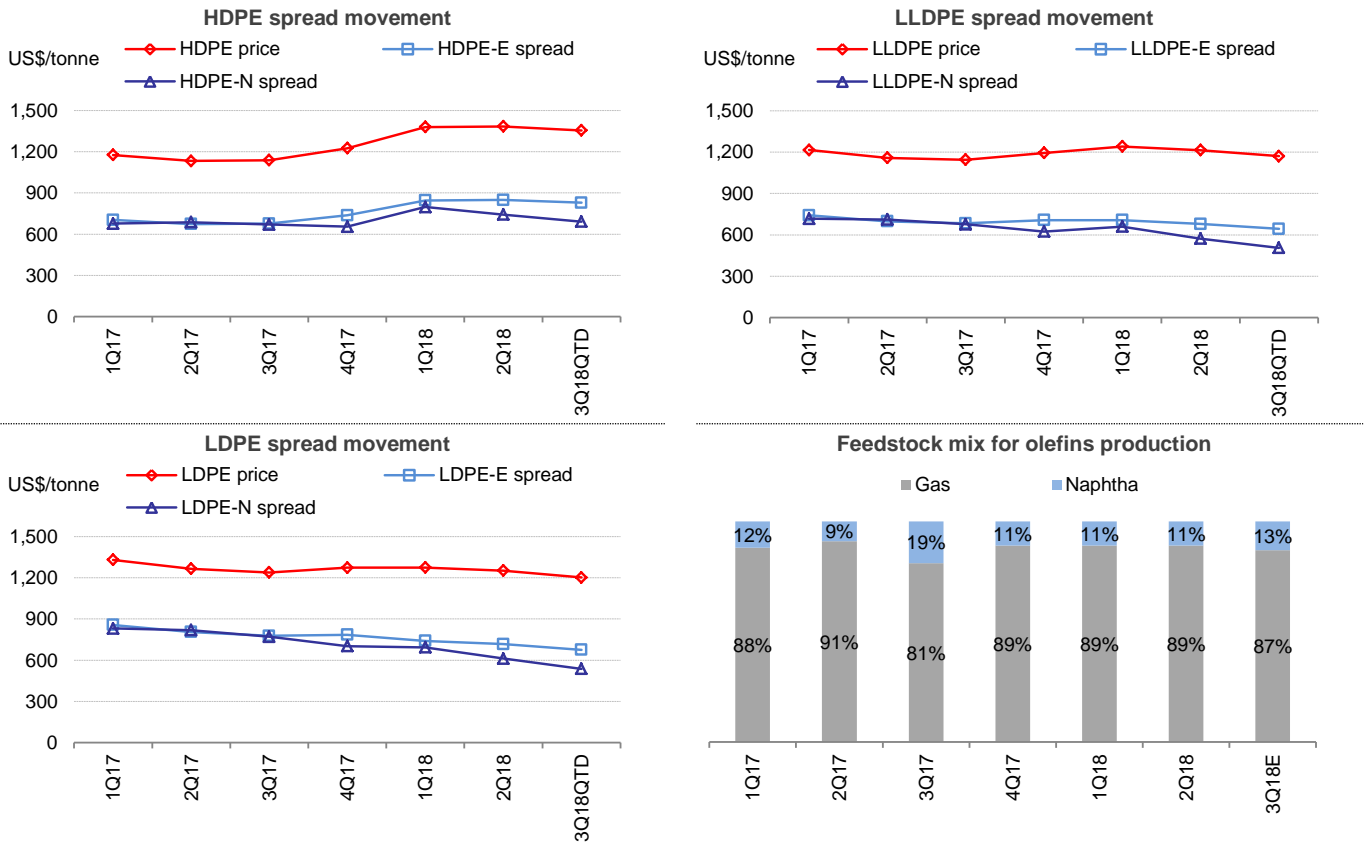 HDPE spread movement
HDPE price
HDPE-E spread
US$/tonne
HDPE-N spread
1,500
1,200
900
600
300
0
1Q17
2Q17
3Q17
4Q17
1Q18
2Q18
3Q18QTD
LLDPE spread movement
LLDPE price
LLDPE-E spread
US$/tonne
LLDPE-N spread
1,500
1,200
900
600
300
0
1Q17
2Q17
3Q17
4Q17
1Q18
2Q18
3Q18QTD
LDPE spread movement
LDPE price
LDPE-E spread
US$/tonne
LDPE-N spread
1,500
1,200
900
600
300
0
1Q17
2Q17
3Q17
4Q17
1Q18
2Q18
3Q18QTD
Feedstock mix for olefins production
Gas
Naphtha
12%
9%
19%
11%
11%
11%
13%
88%
91%
81%
89%
89%
89%
87%
1Q17
2Q17
3Q17
4Q17
1Q18
2Q18
3Q18E